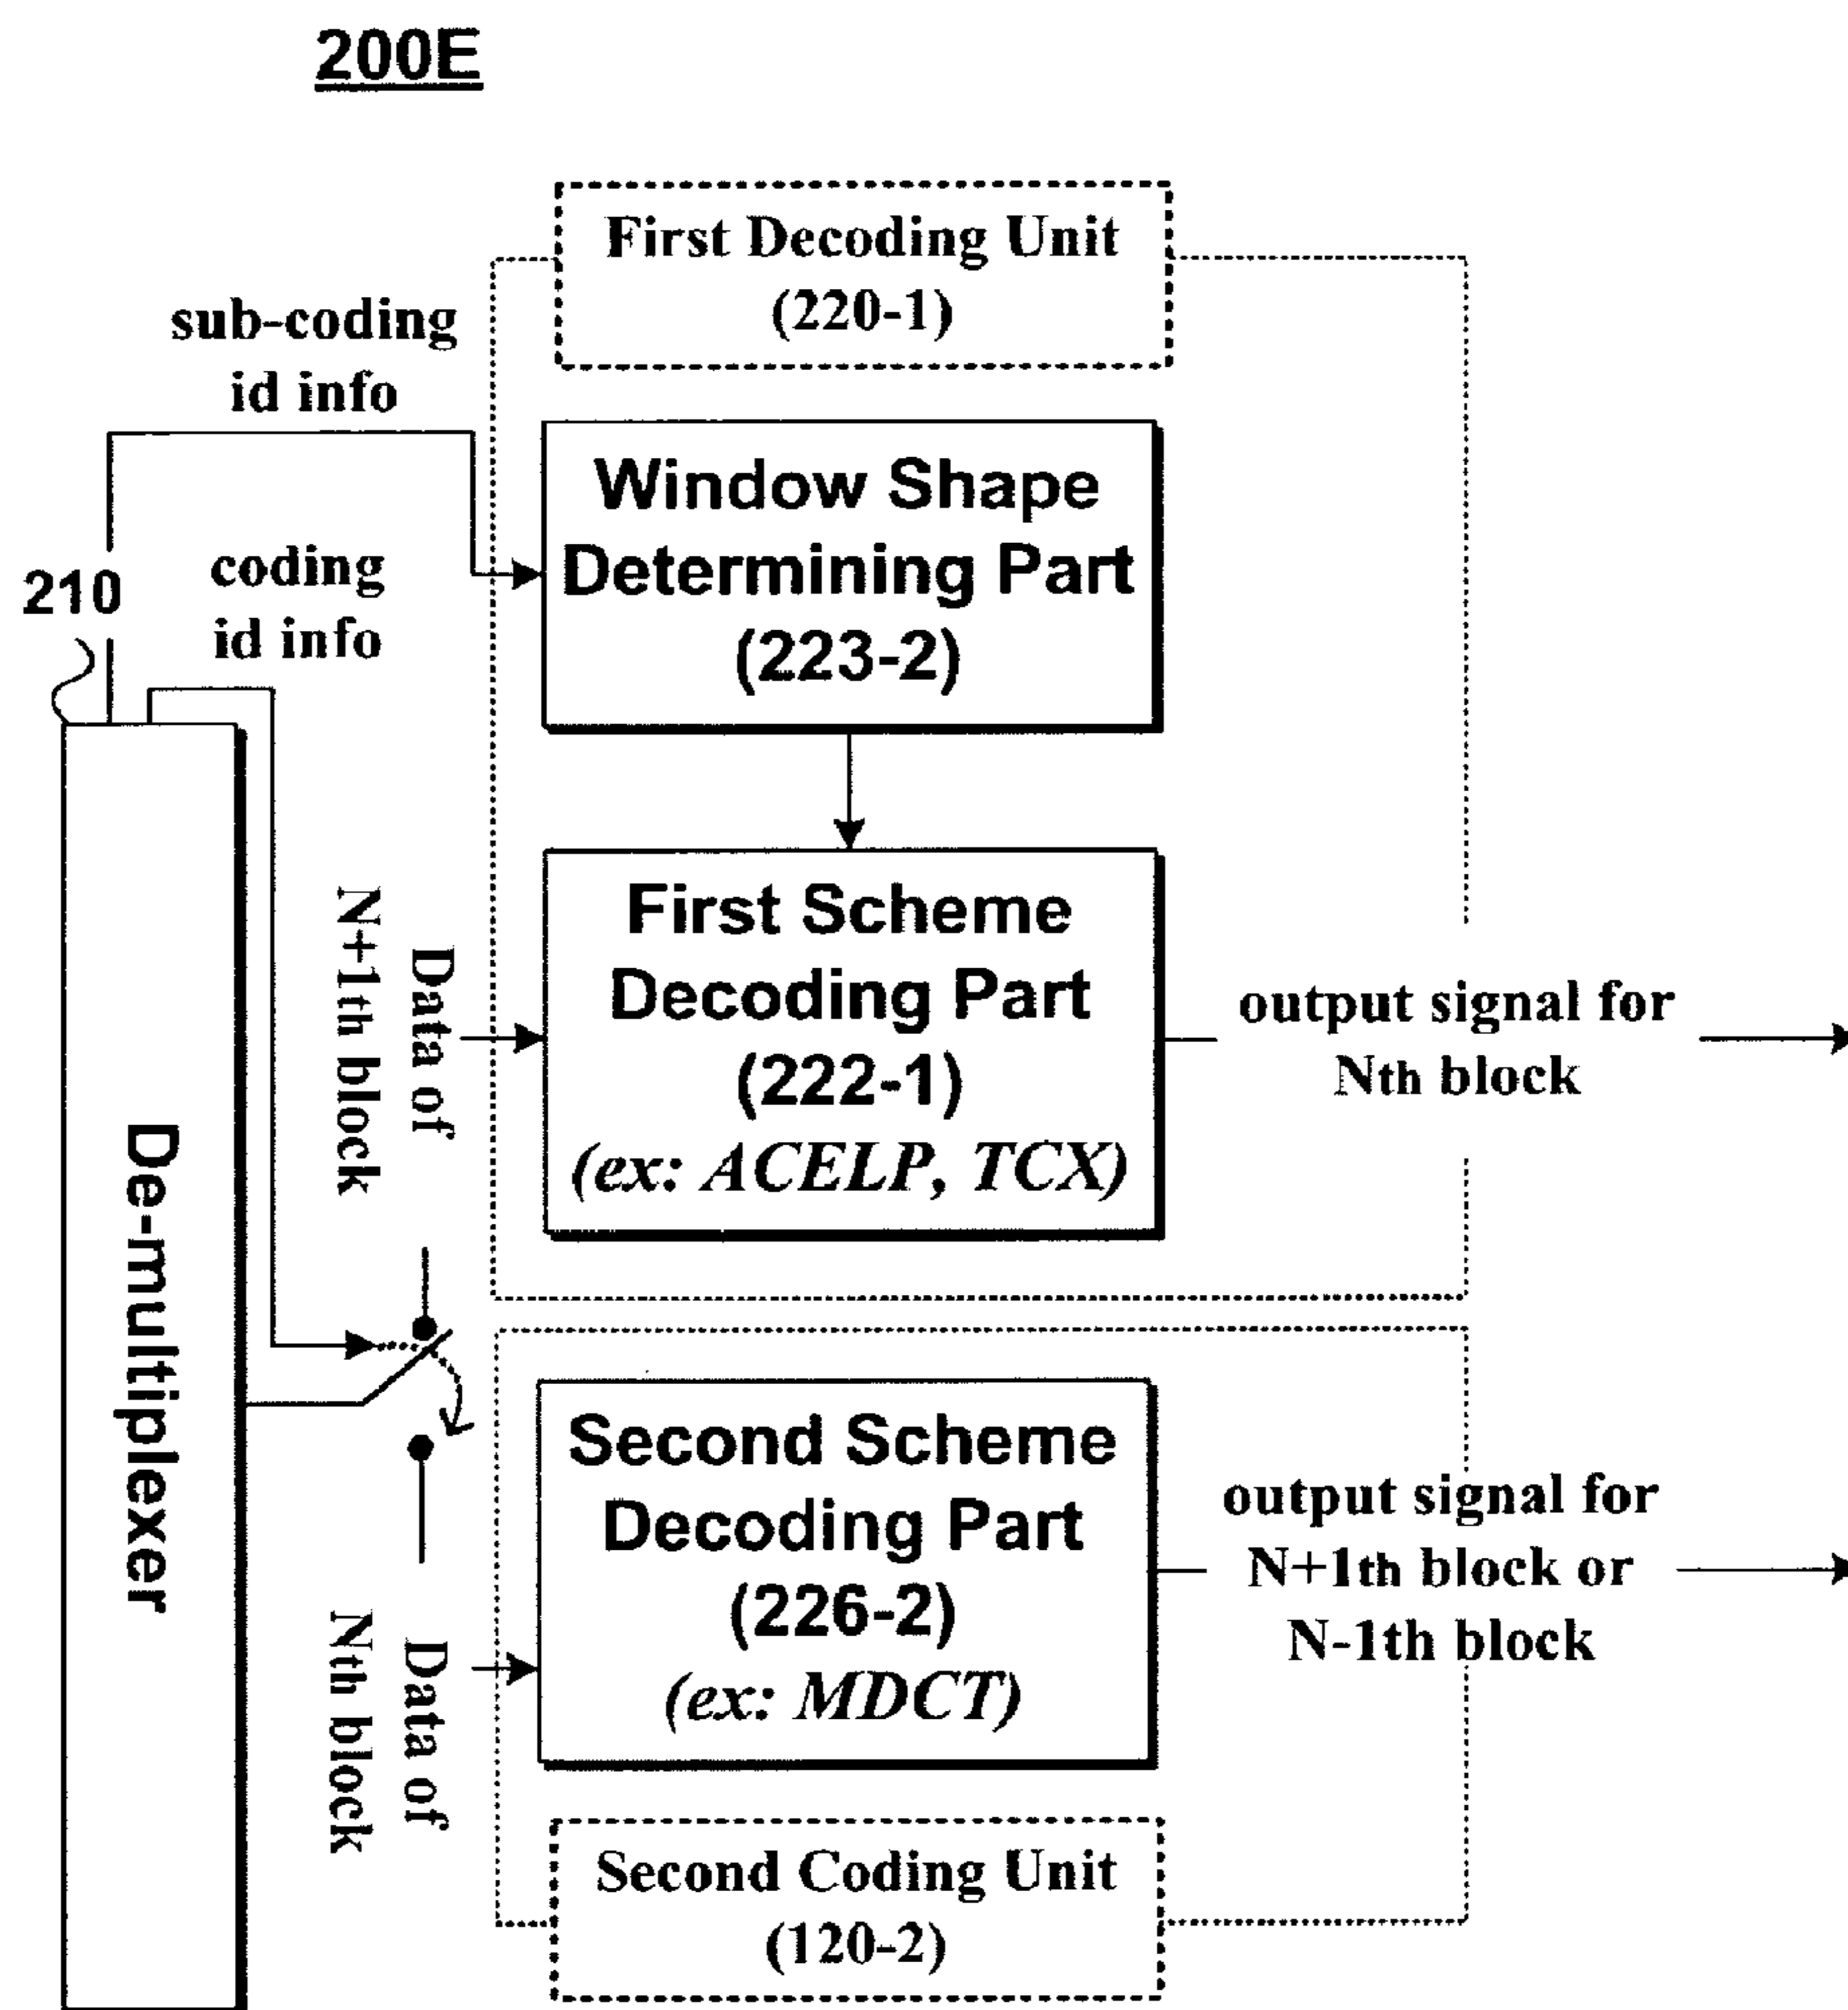 200E
First Decoding Unit
(220-1)
sub-coding
id info
Window Shape
Determining Part
(223-2)
coding
id info
210
First Scheme
Decoding Part
(222-1)
(ex: ACELP, TCX)
Data of
N+1th block
output signal for
Nth block
De-multiplexer
Second Scheme
Decoding Part
(226-2)
(ex: MDCT)
Data of
Nth block
output signal for
N+1th block or
N-1th block
Second Coding Unit
(120-2)